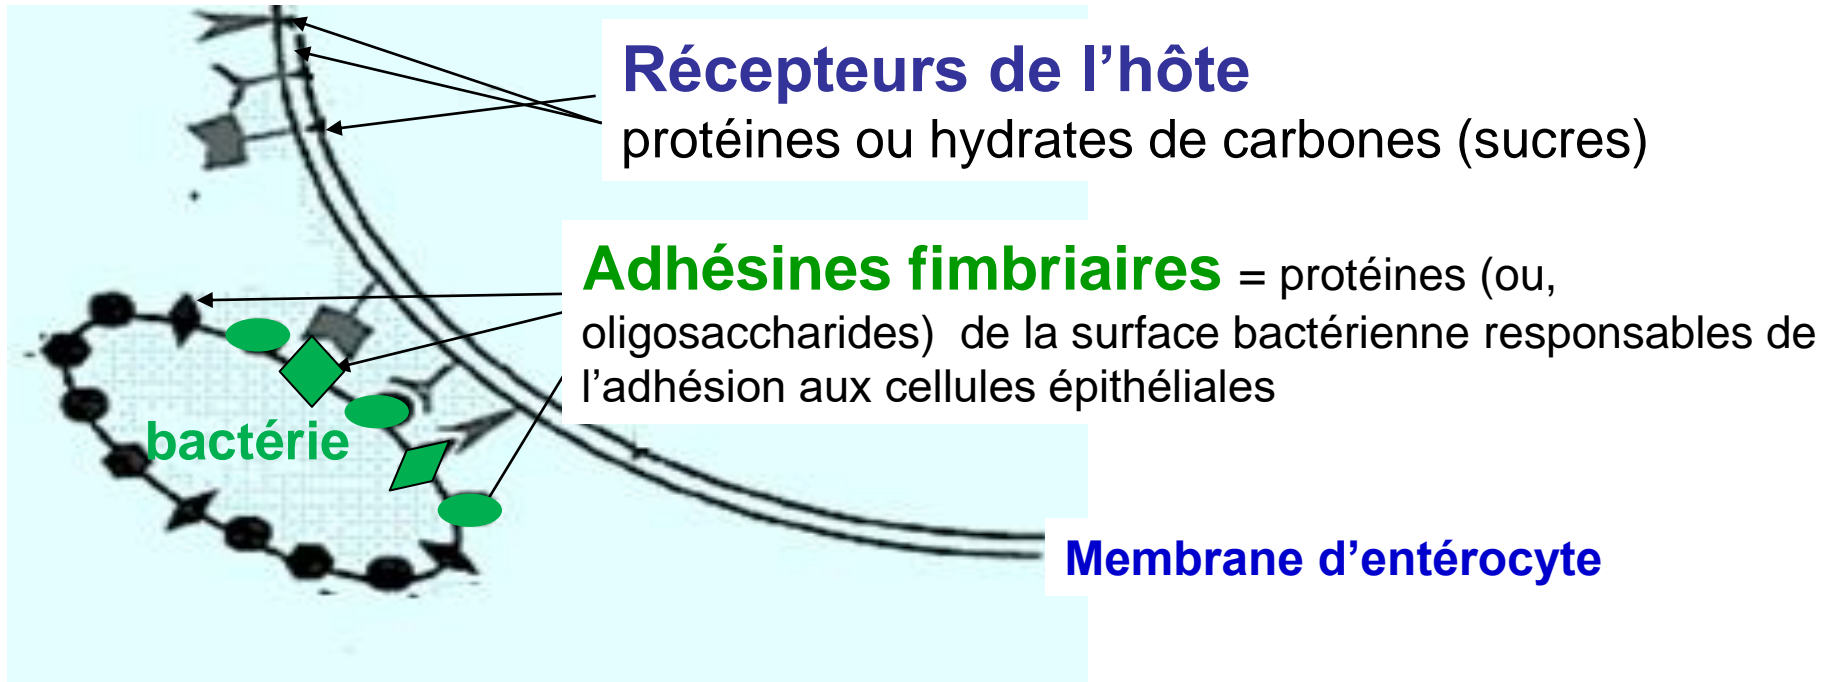 Récepteurs de l’hôte
protéines ou hydrates de carbones (sucres)
Adhésines fimbriaires = protéines (ou,
oligosaccharides) de la surface bactérienne responsables de
l’adhésion aux cellules épithéliales
bactérie
Membrane d’entérocyte